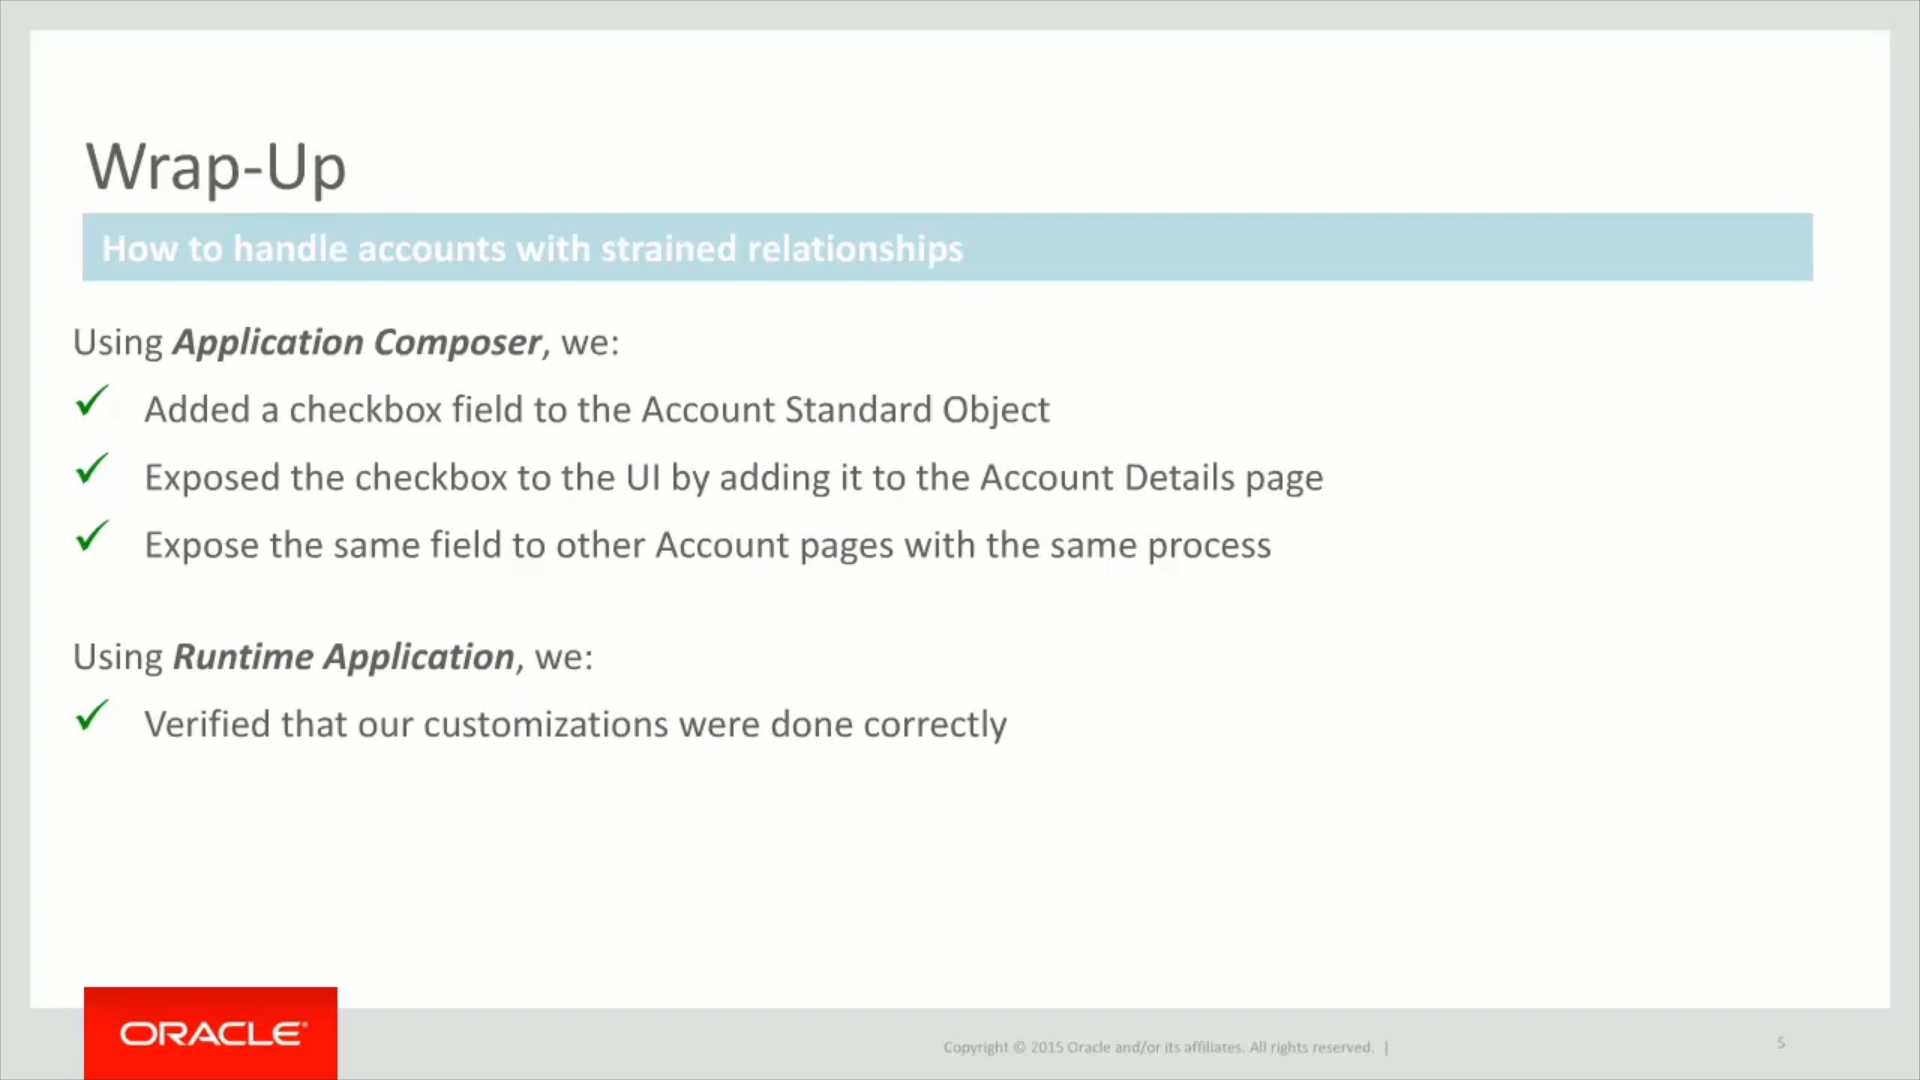 Wrap-Up
How to handle accounts with strained relationships
Using Application Composer, we:
✓ Added a checkbox field to the Account Standard Object
✓ Exposed the checkbox to the UI by adding it to the Account Details page
✓ Expose the same field to other Account pages with the same process
Using Runtime Application, we:
✓ Verified that our customizations were done correctly
ORACLE®
Copyright © 2015 Oracle and/or its affiliates. All rights reserved. |
5